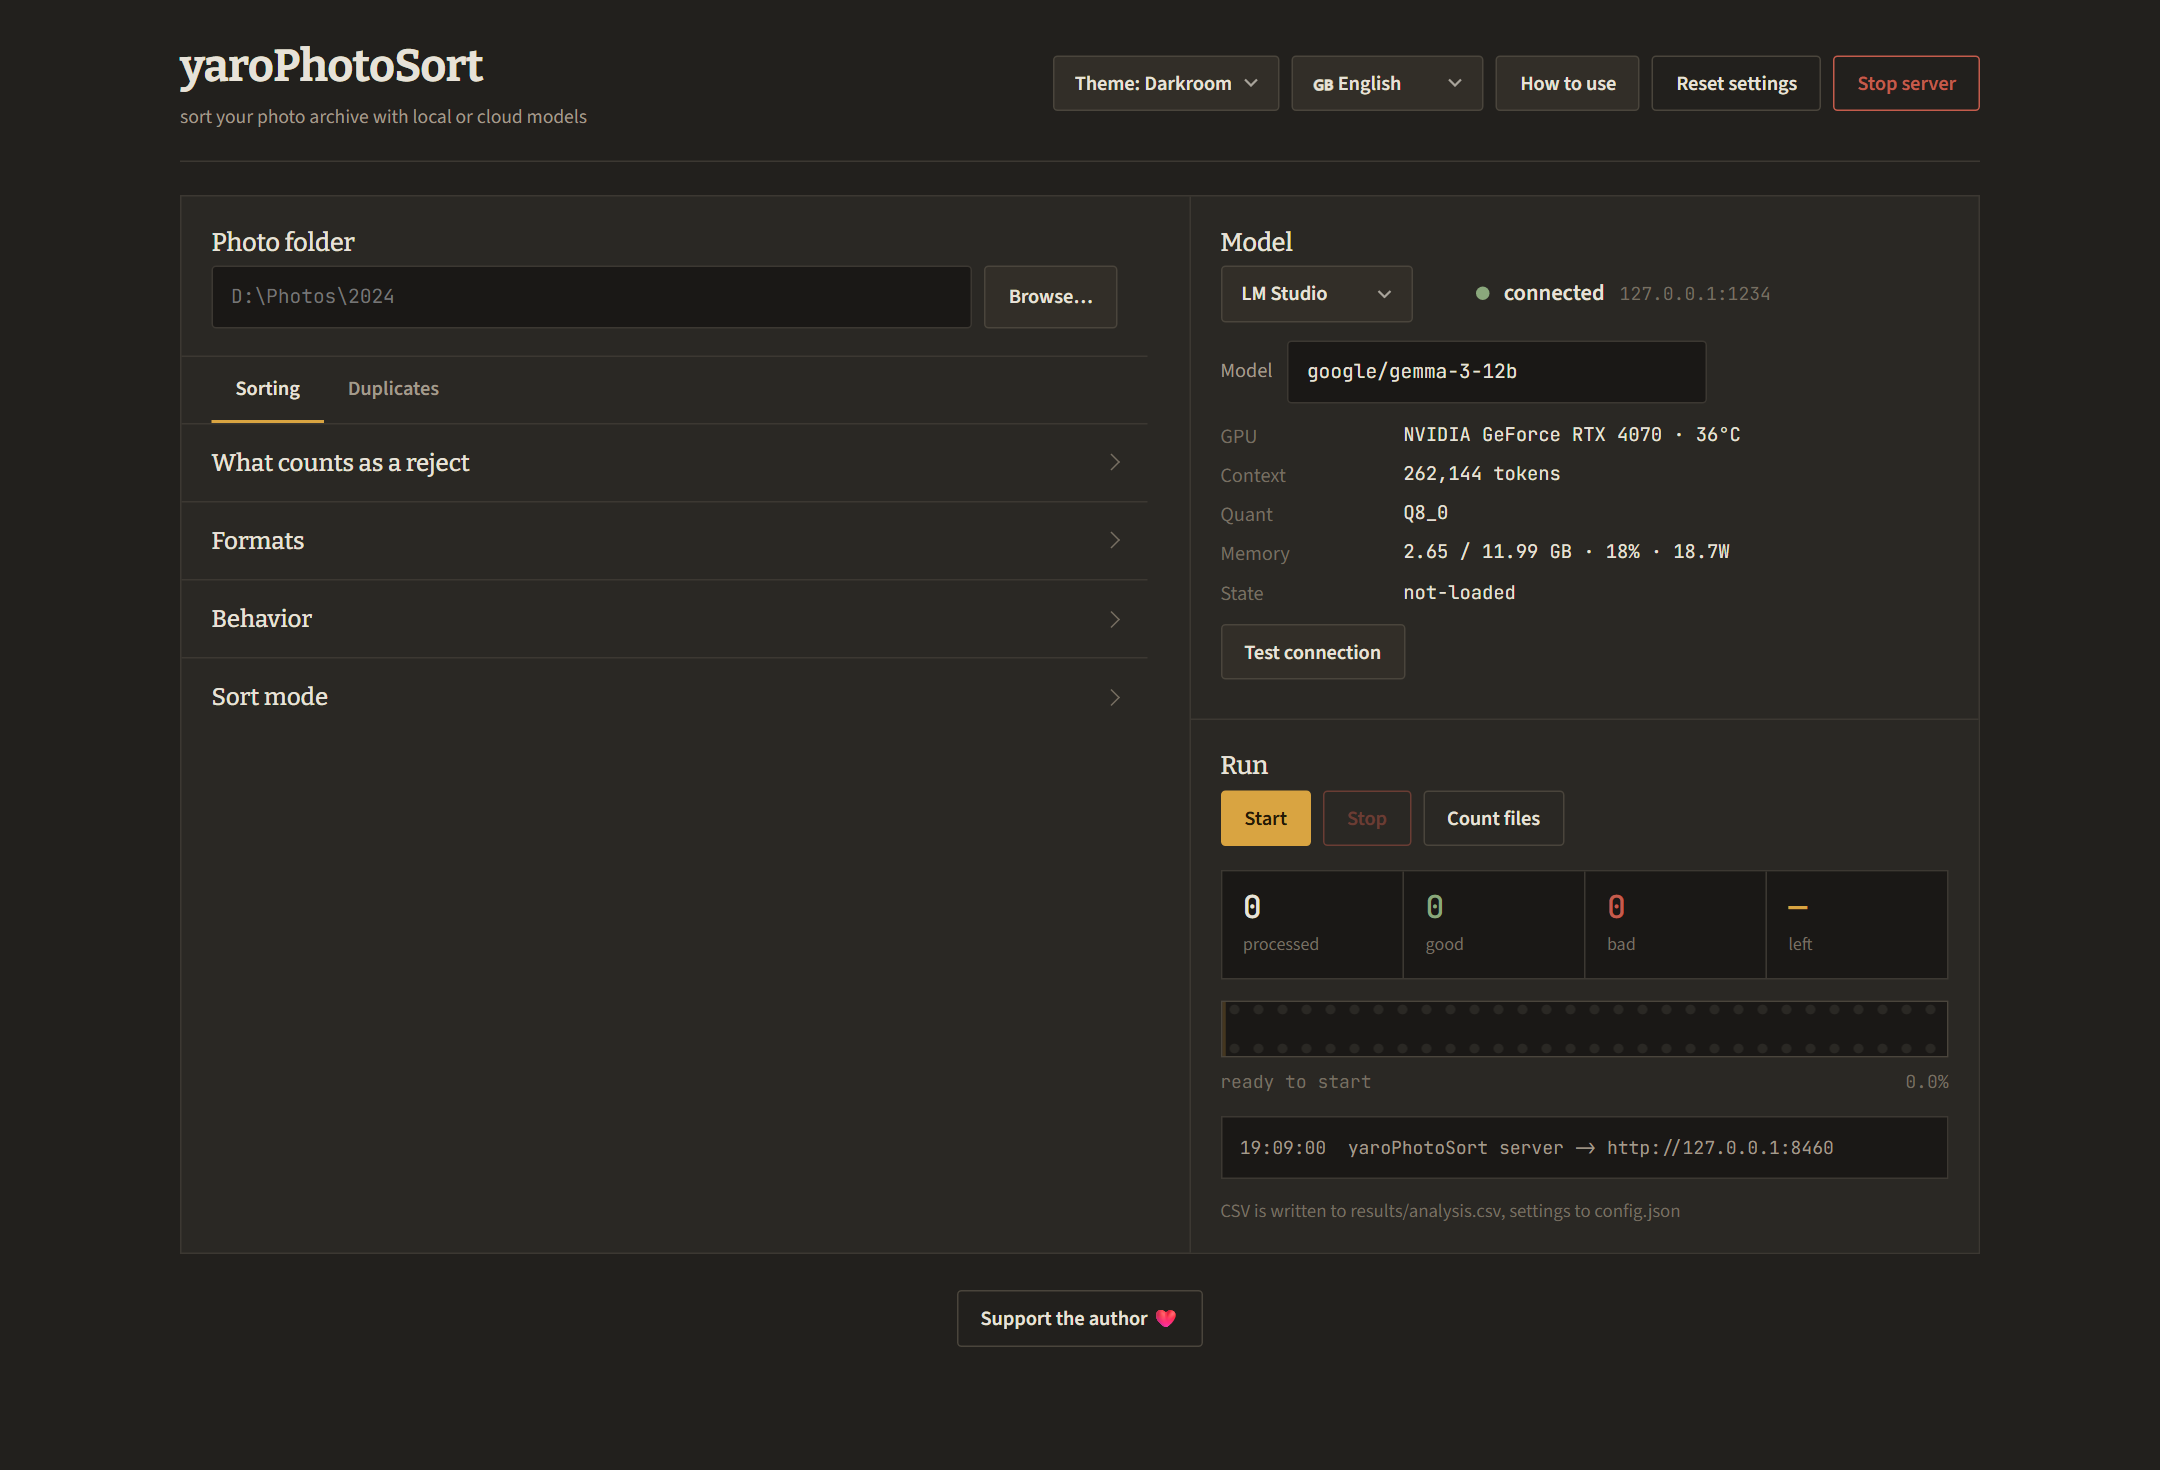 yaroPhotoSort
sort your photo archive with local or cloud models
Theme: Darkroom
GB English
How to use
Reset settings
Stop server
Photo folder
D:\Photos\2024
Browse...
Sorting
Duplicates
What counts as a reject
Formats
Behavior
Sort mode
Model
LM Studio
connected 127.0.0.1:1234
Model google/gemma-3-12b
GPU NVIDIA GeForce RTX 4070 · 36°C
Context 262,144 tokens
Quant Q8_0
Memory 2.65 / 11.99 GB · 18% · 18.7W
State not-loaded
Test connection
Run
Start
Stop
Count files
0 processed
0 good
0 bad
— left
ready to start 0.0%
19:09:00 yaroPhotoSort server → http://127.0.0.1:8460
CSV is written to results/analysis.csv, settings to config.json
Support the author ❤